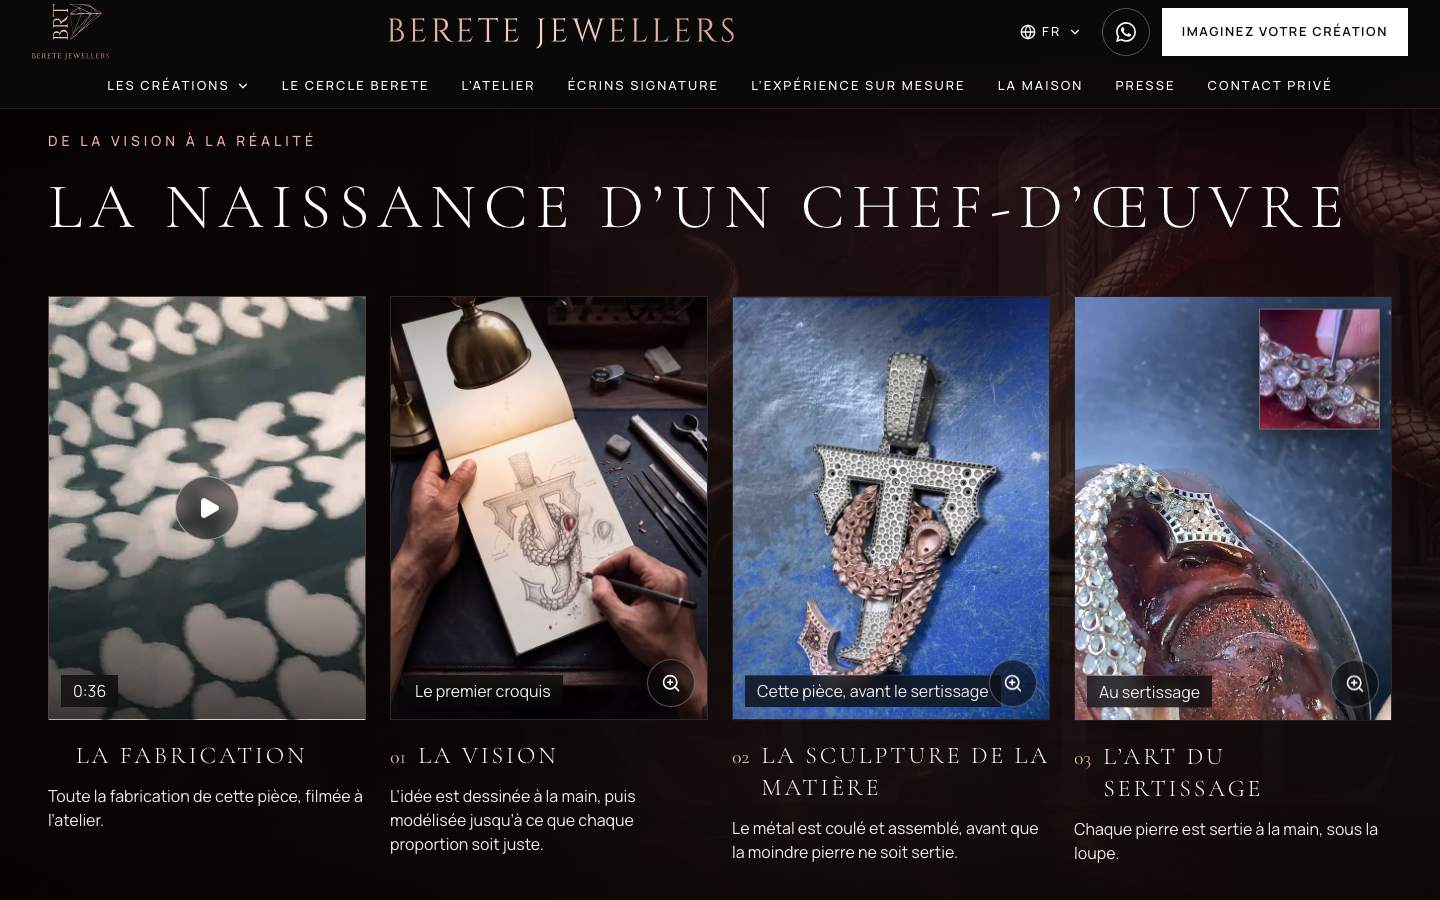 BRT
BERETE JEWELLERS
BERETE JEWELLERS
FR
IMAGINEZ VOTRE CRÉATION
LES CRÉATIONS
LE CERCLE BERETE
L'ATELIER
ÉCRINS SIGNATURE
L'EXPÉRIENCE SUR MESURE
LA MAISON
PRESSE
CONTACT PRIVÉ
DE LA VISION À LA RÉALITÉ
LA NAISSANCE D’UN CHEF-D’ŒUVRE
0:36
LA FABRICATION
Toute la fabrication de cette pièce, filmée à
l’atelier.
Le premier croquis
01 LA VISION
L’idée est dessinée à la main, puis
modélisée jusqu’à ce que chaque
proportion soit juste.
Cette pièce, avant le sertissage
02 LA SCULPTURE DE LA
MATIÈRE
Le métal est coulé et assemblé, avant que
la moindre pierre ne soit sertie.
Au sertissage
03 L’ART DU
SERTISSAGE
Chaque pierre est sertie à la main, sous la
loupe.